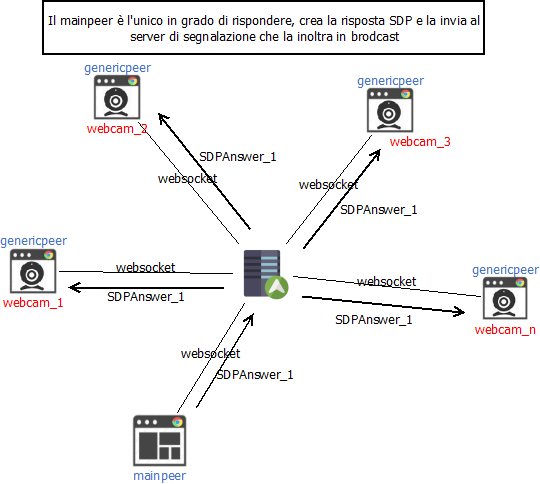 Il mainpeer è l'unico in grado di rispondere, crea la risposta SDP e la invia al
server di segnalazione che la inoltra in brodcast
genericpeer
webcam_2
genericpeer
webcam_3
SDPAnswer_1
websocket
websocket
SDPAnswer_1
genericpeer
webcam_1
websocket
SDPAnswer_1
genericpeer
webcam_n
websocket
SDPAnswer_1
websocket
SDPAnswer_1
mainpeer